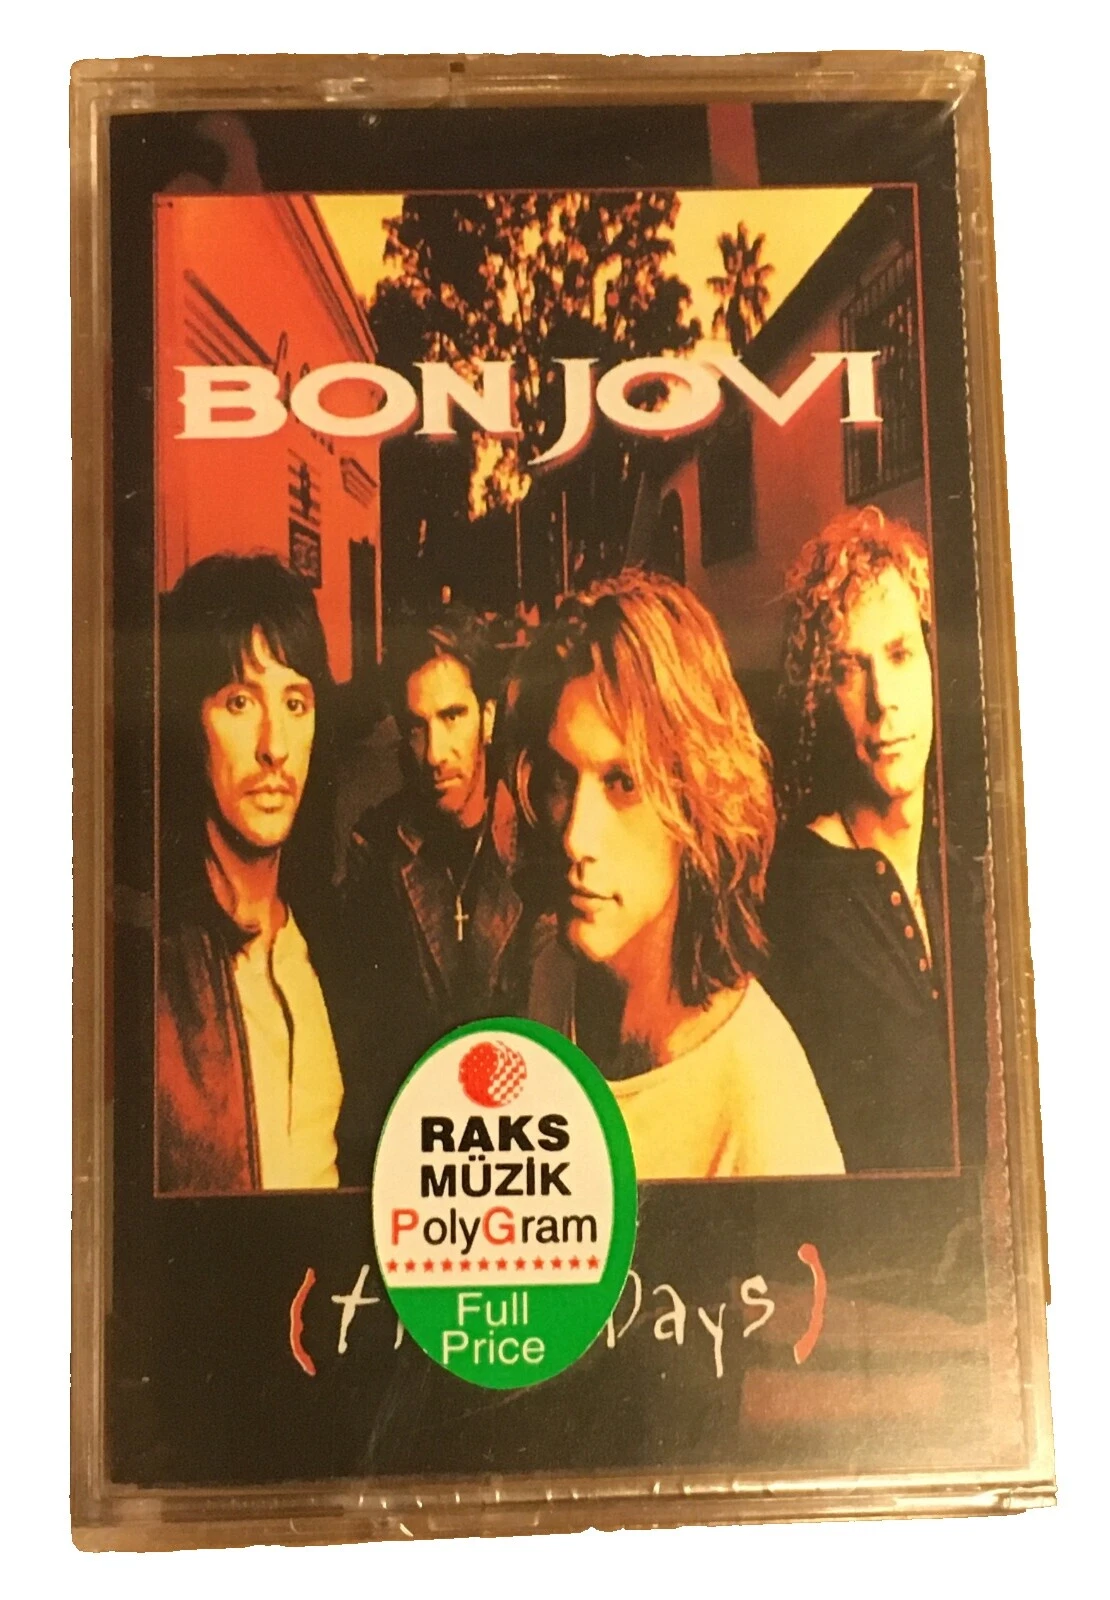 BON JOVI
RAKS
MÜZİK
PolyGram
Full
Price
Days)